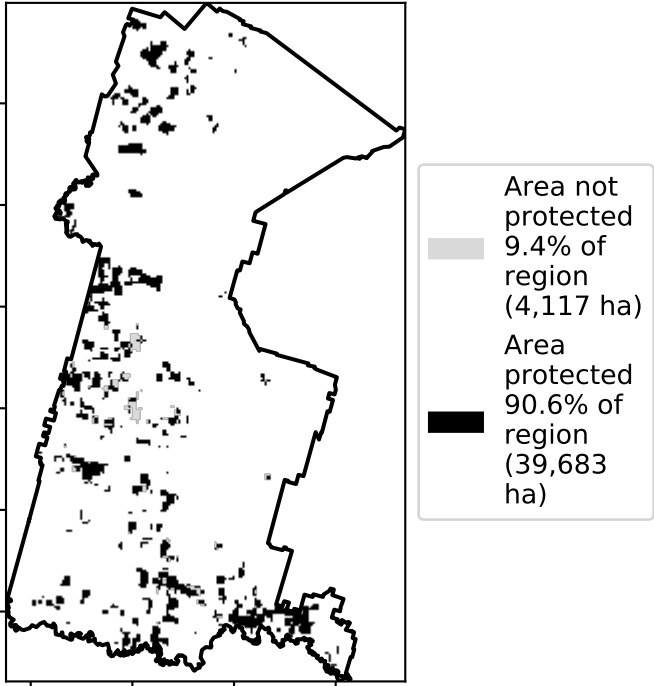 Area not
protected
9.4% of
region
(4,117 ha)
Area
protected
90.6% of
region
(39,683
ha)